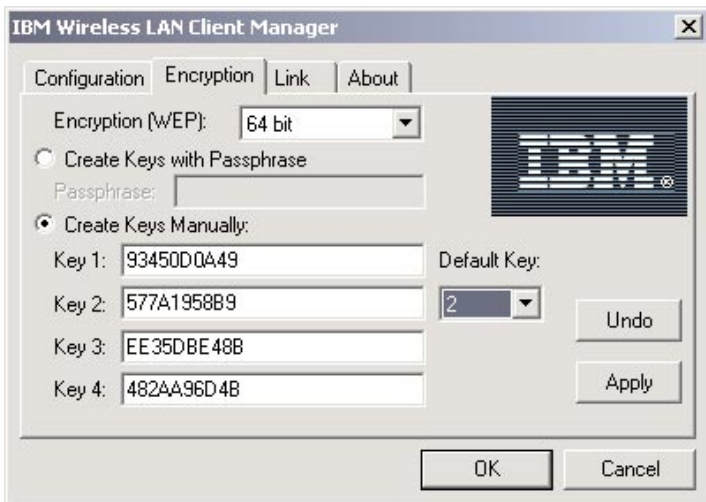 IBM Wireless LAN Client Manager
Configuration Encryption Link About
Encryption (WEP): 64 bit
IBM®
Create Keys with Passphrase
Passphrase:
Create Keys Manually:
Key 1: 93450D0A49 Default Key:
Key 2: 577A1958B9 2
Undo
Key 3: EE35DBE48B
Key 4: 482AA96D4B Apply
OK Cancel